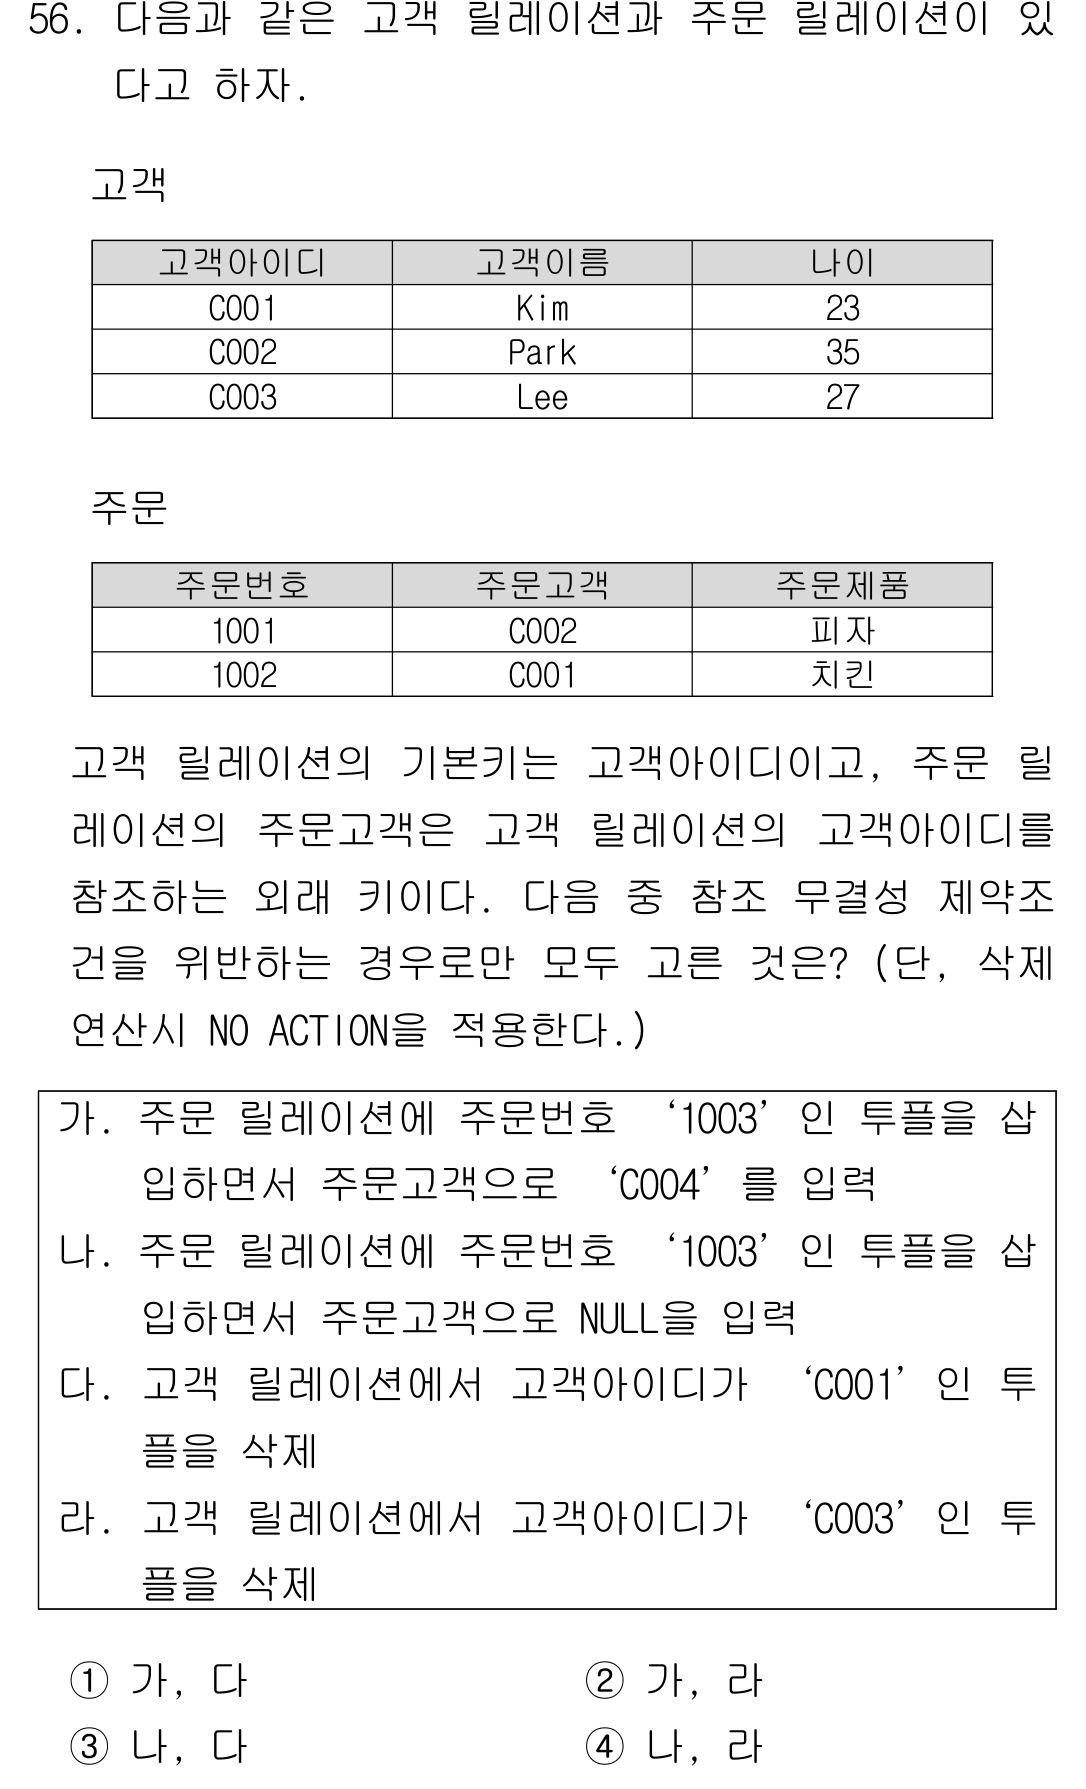 56. 다음과 같은 고객 릴레이션과 주문 릴레이션이 있
다고 하자.
고객
고객아이디 고객이름 나이
C001 Kim 23
C002 Park 35
C003 Lee 27
주문
주문번호 주문고객 주문제품
1001 C002 피자
1002 C001 치킨
고객 릴레이션의 기본키는 고객아이디이고, 주문 릴
레이션의 주문고객은 고객 릴레이션의 고객아이디를
참조하는 외래 키이다. 다음 중 참조 무결성 제약조
건을 위반하는 경우로만 모두 고른 것은? (단, 삭제
연산시 NO ACTION을 적용한다.)
가. 주문 릴레이션에 주문번호 ‘1003’인 투플을 삽
입하면서 주문고객으로 ‘C004’를 입력
나. 주문 릴레이션에 주문번호 ‘1003’인 투플을 삽
입하면서 주문고객으로 NULL을 입력
다. 고객 릴레이션에서 고객아이디가 ‘C001’인 투
플을 삭제
라. 고객 릴레이션에서 고객아이디가 ‘C003’인 투
플을 삭제
① 가, 다 ② 가, 라
③ 나, 다 ④ 나, 라